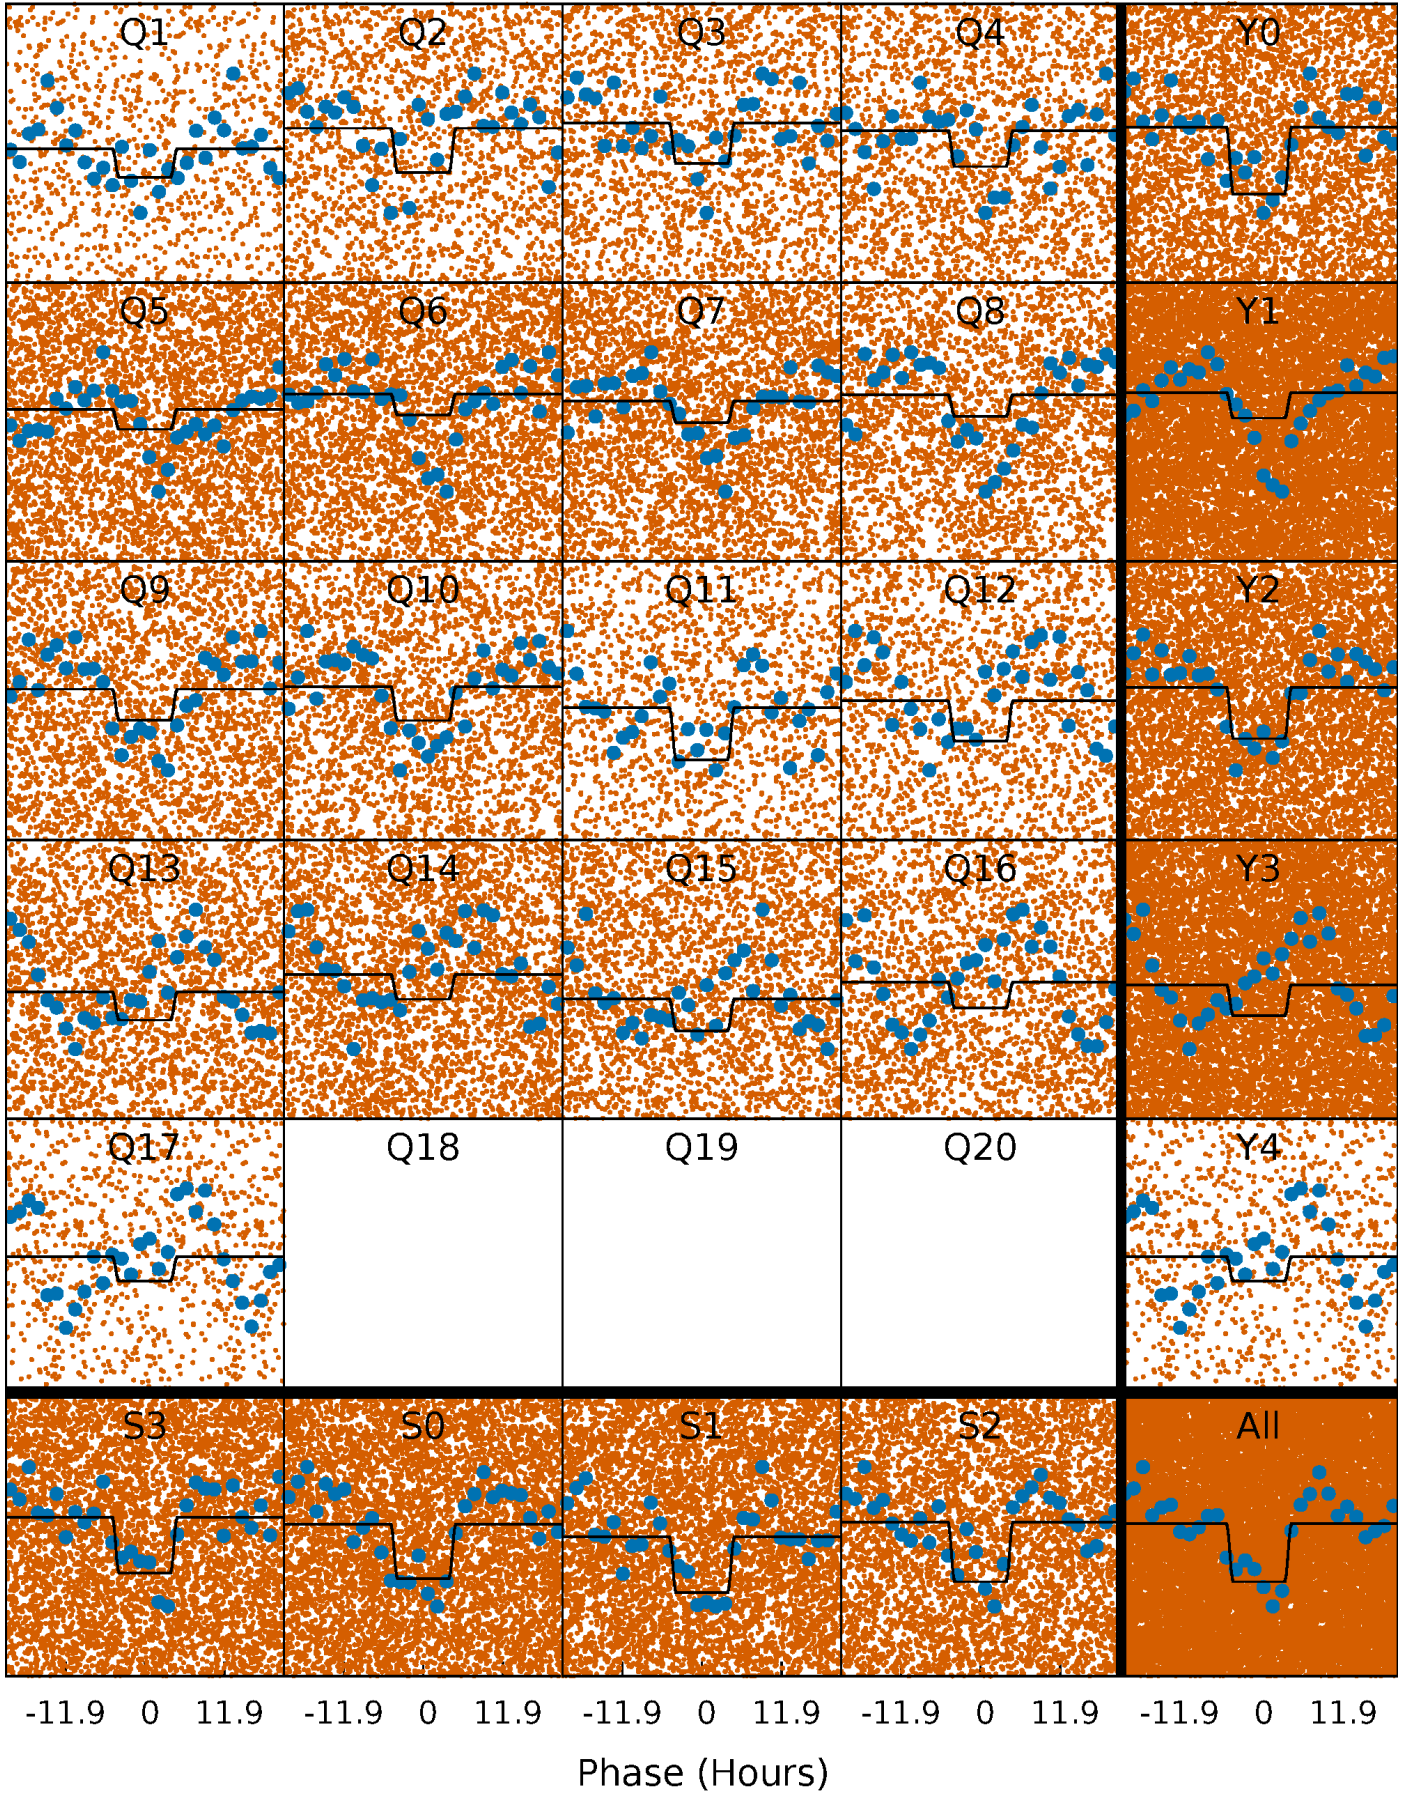 Q1 Q2 Q3 Q4 Y0
Q5 Q6 Q7 Q8 Y1
Q9 Q10 Q11 Q12 Y2
Q13 Q14 Q15 Q16 Y3
Q17 Q18 Q19 Q20 Y4
S3 S0 S1 S2 All
-11.9 0 11.9 -11.9 0 11.9 -11.9 0 11.9 -11.9 0 11.9 -11.9 0 11.9
Phase (Hours)